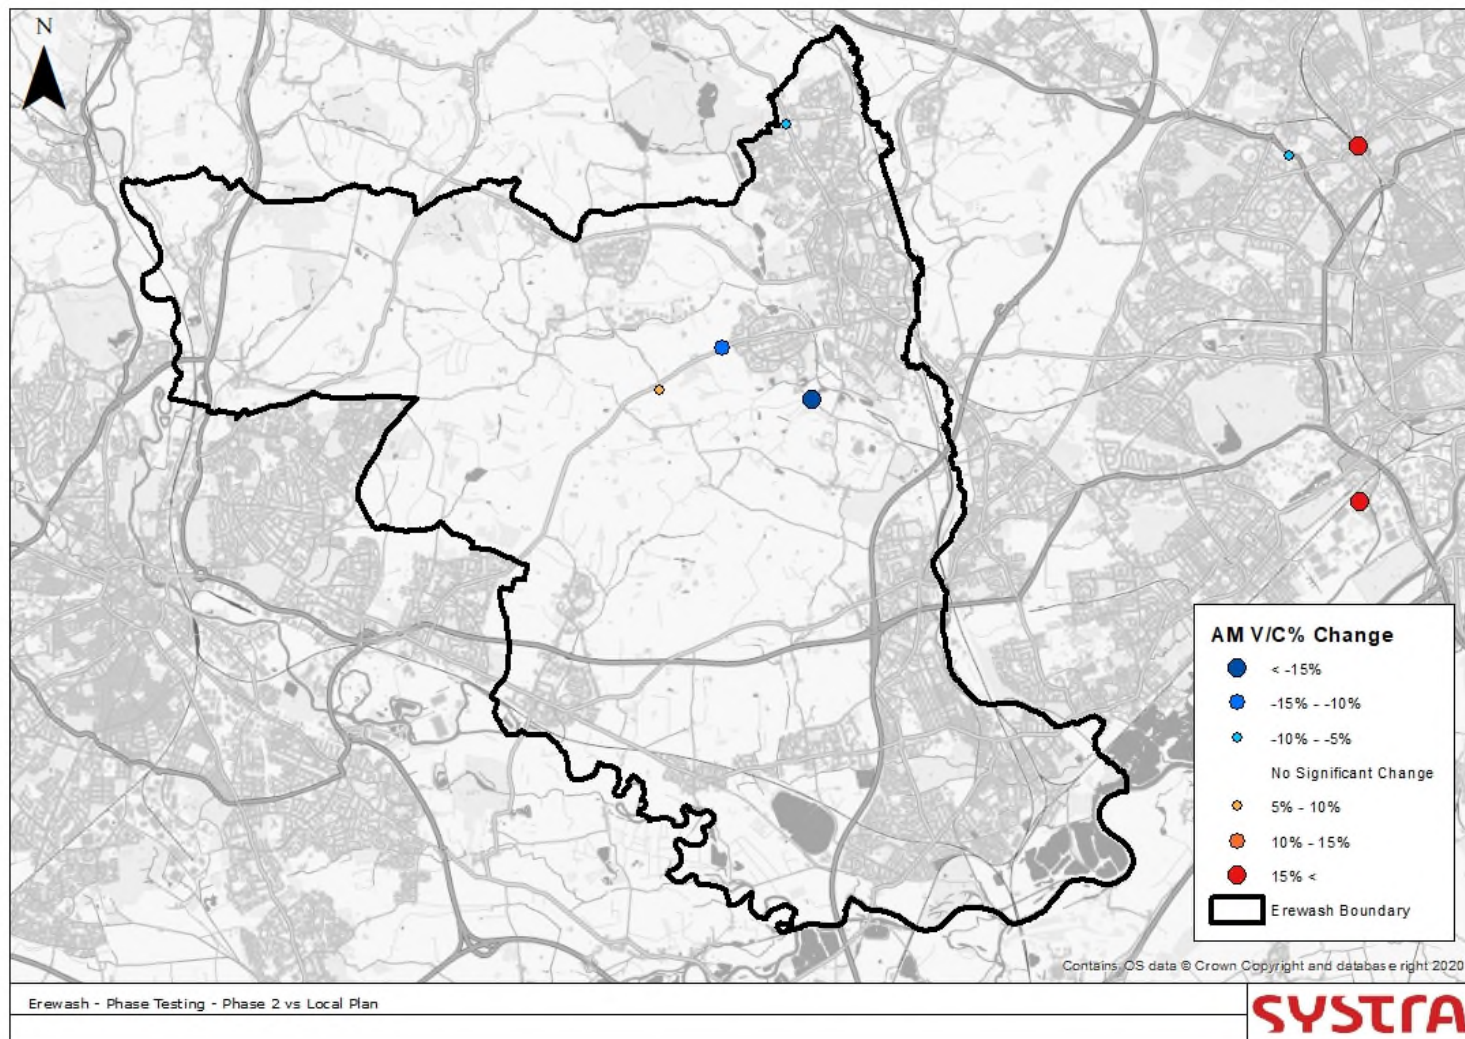 N
AM V/C% Change
< -15%
-15% - -10%
-10% - -5%
No Significant Change
5% - 10%
10% - 15%
15% <
Erewash Boundary
Contains OS data © Crown Copyright and database right 2020
Erewash - Phase Testing - Phase 2 vs Local Plan
SYSTRA